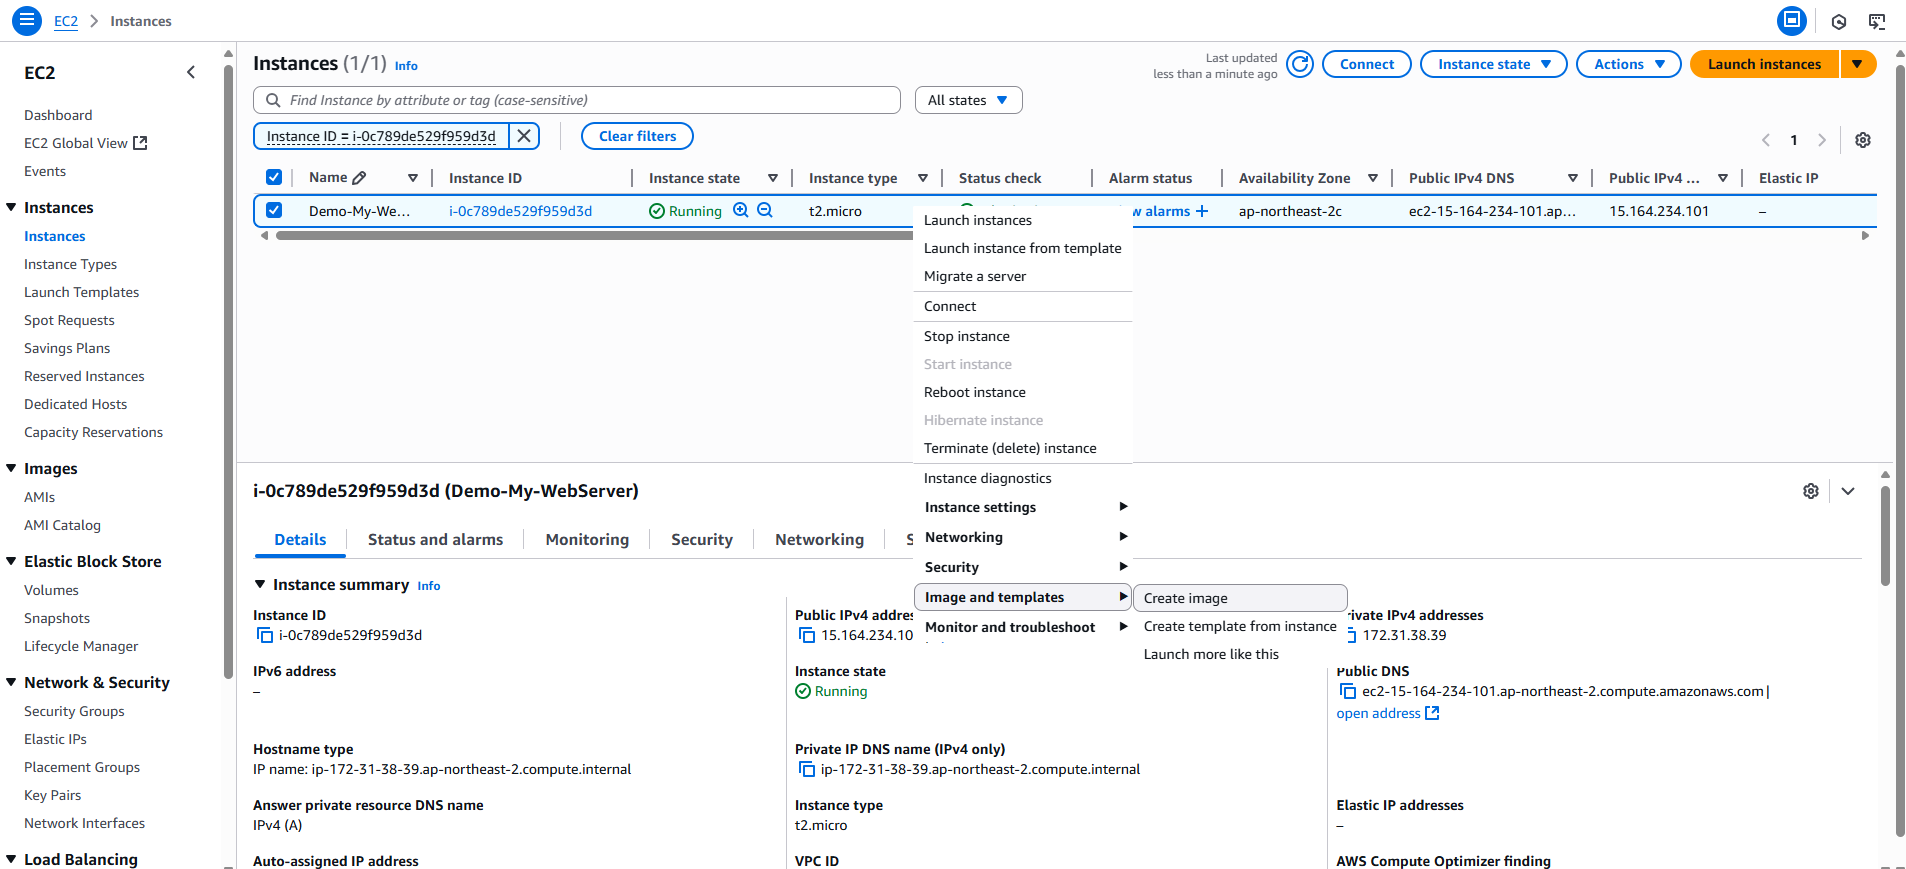 EC2 > Instances
EC2
Dashboard
EC2 Global View
Events
Instances
Instances
Instance Types
Launch Templates
Spot Requests
Savings Plans
Reserved Instances
Dedicated Hosts
Capacity Reservations
Images
AMIs
AMI Catalog
Elastic Block Store
Volumes
Snapshots
Lifecycle Manager
Network & Security
Security Groups
Elastic IPs
Placement Groups
Key Pairs
Network Interfaces
Load Balancing
Instances (1/1) Info
Last updated
less than a minute ago
Connect
Instance state
Actions
Launch instances
Find Instance by attribute or tag (case-sensitive)
All states
Instance ID = i-0c789de529f959d3d
Clear filters
1
Name Instance ID Instance state Instance type Status check Alarm status Availability Zone Public IPv4 DNS Public IPv4 ... Elastic IP
Demo-My-We... i-0c789de529f959d3d Running t2.micro w alarms + ap-northeast-2c ec2-15-164-234-101.ap... 15.164.234.101 –
Launch instances
Launch instance from template
Migrate a server
Connect
Stop instance
Start instance
Reboot instance
Hibernate instance
Terminate (delete) instance
Instance diagnostics
Instance settings
Networking
Security
Image and templates
Monitor and troubleshoot
Create image
Create template from instance
Launch more like this
i-0c789de529f959d3d (Demo-My-WebServer)
Details Status and alarms Monitoring Security Networking
Instance summary Info
Instance ID
i-0c789de529f959d3d
Public IPv4 addres
15.164.234.10
rivate IPv4 addresses
172.31.38.39
IPv6 address
–
Instance state
Running
Public DNS
ec2-15-164-234-101.ap-northeast-2.compute.amazonaws.com |
open address
Hostname type
IP name: ip-172-31-38-39.ap-northeast-2.compute.internal
Private IP DNS name (IPv4 only)
ip-172-31-38-39.ap-northeast-2.compute.internal
Answer private resource DNS name
IPv4 (A)
Instance type
t2.micro
Elastic IP addresses
–
Auto-assigned IP address
VPC ID
AWS Compute Optimizer finding